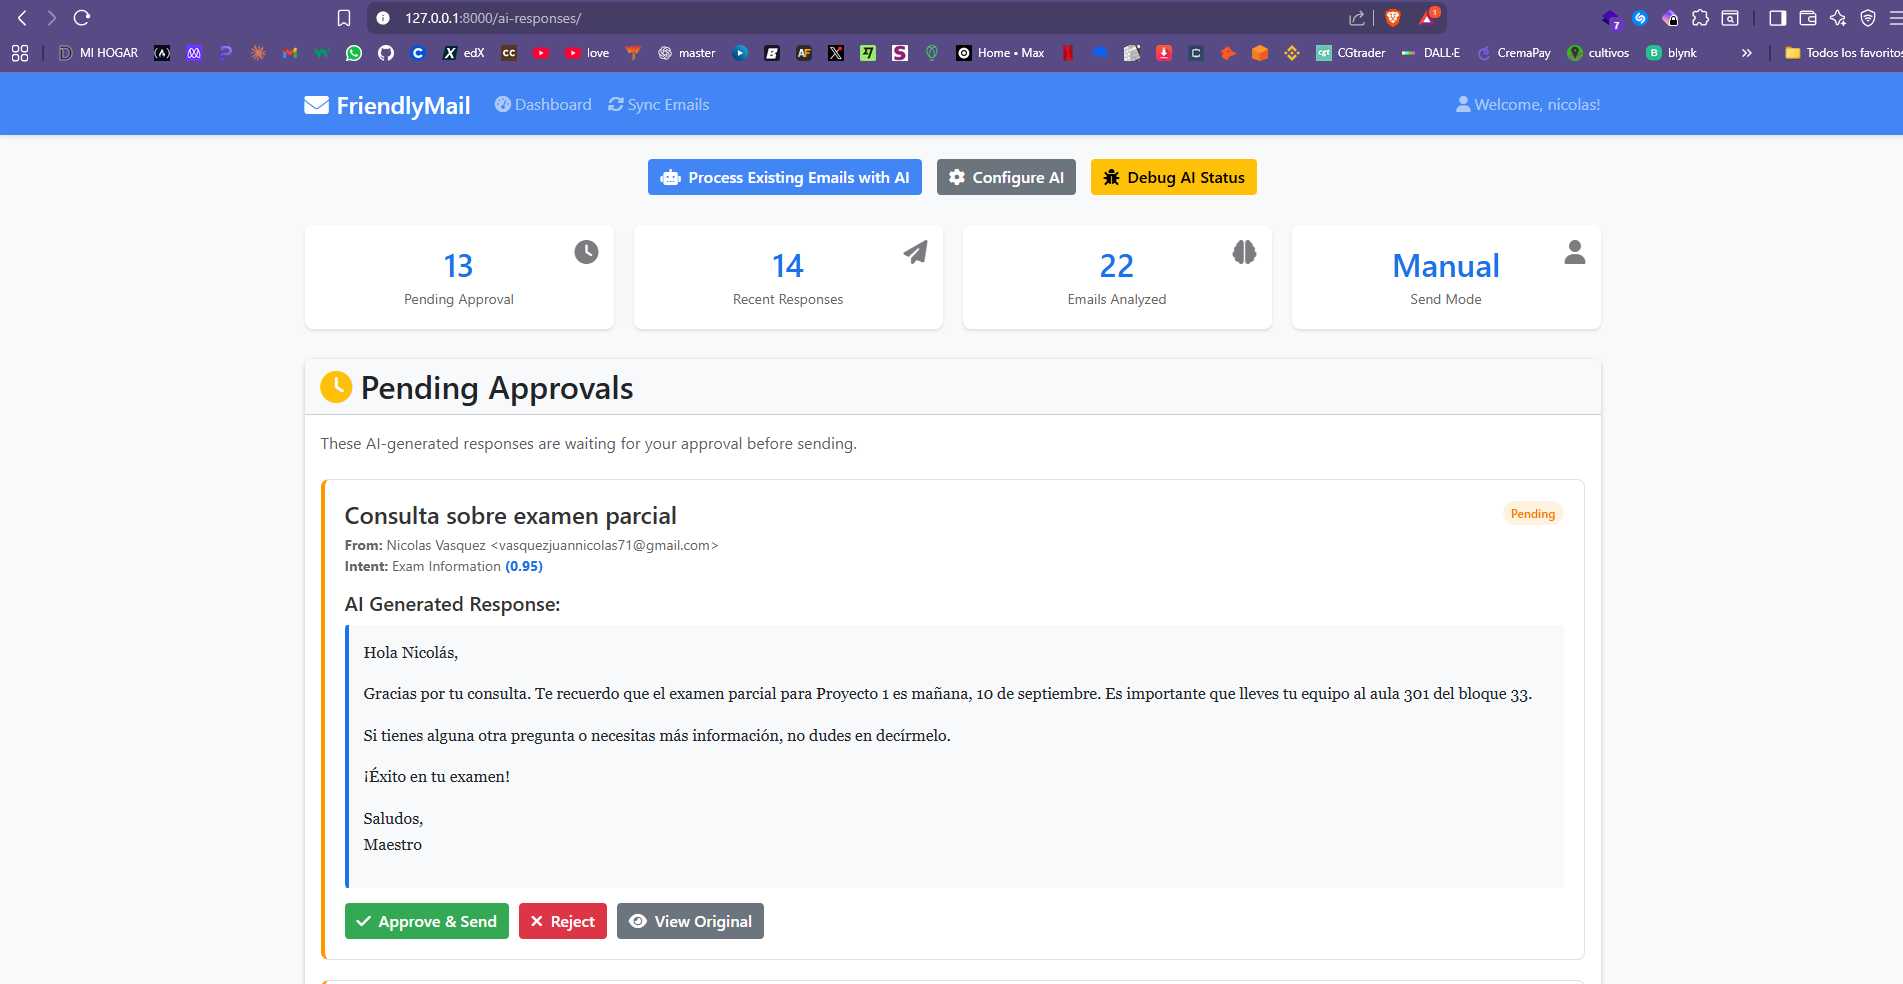 127.0.0.1:8000/ai-responses/
1
7
MI HOGAR
edX
CC
love
master
AF
Home • Max
cgt CGtrader
DALL·E
CremaPay
cultivos
B blynk
»
Todos los favoritos
FriendlyMail
Dashboard
Sync Emails
Welcome, nicolas!
Process Existing Emails with AI
Configure AI
Debug AI Status
13
Pending Approval
14
Recent Responses
22
Emails Analyzed
Manual
Send Mode
Pending Approvals
These AI-generated responses are waiting for your approval before sending.
Consulta sobre examen parcial
Pending
From: Nicolas Vasquez <vasquezjuannicolas71@gmail.com>
Intent: Exam Information (0.95)
AI Generated Response:
Hola Nicolás,
Gracias por tu consulta. Te recuerdo que el examen parcial para Proyecto 1 es mañana, 10 de septiembre. Es importante que lleves tu equipo al aula 301 del bloque 33.
Si tienes alguna otra pregunta o necesitas más información, no dudes en decírmelo.
¡Éxito en tu examen!
Saludos,
Maestro
Approve & Send
Reject
View Original